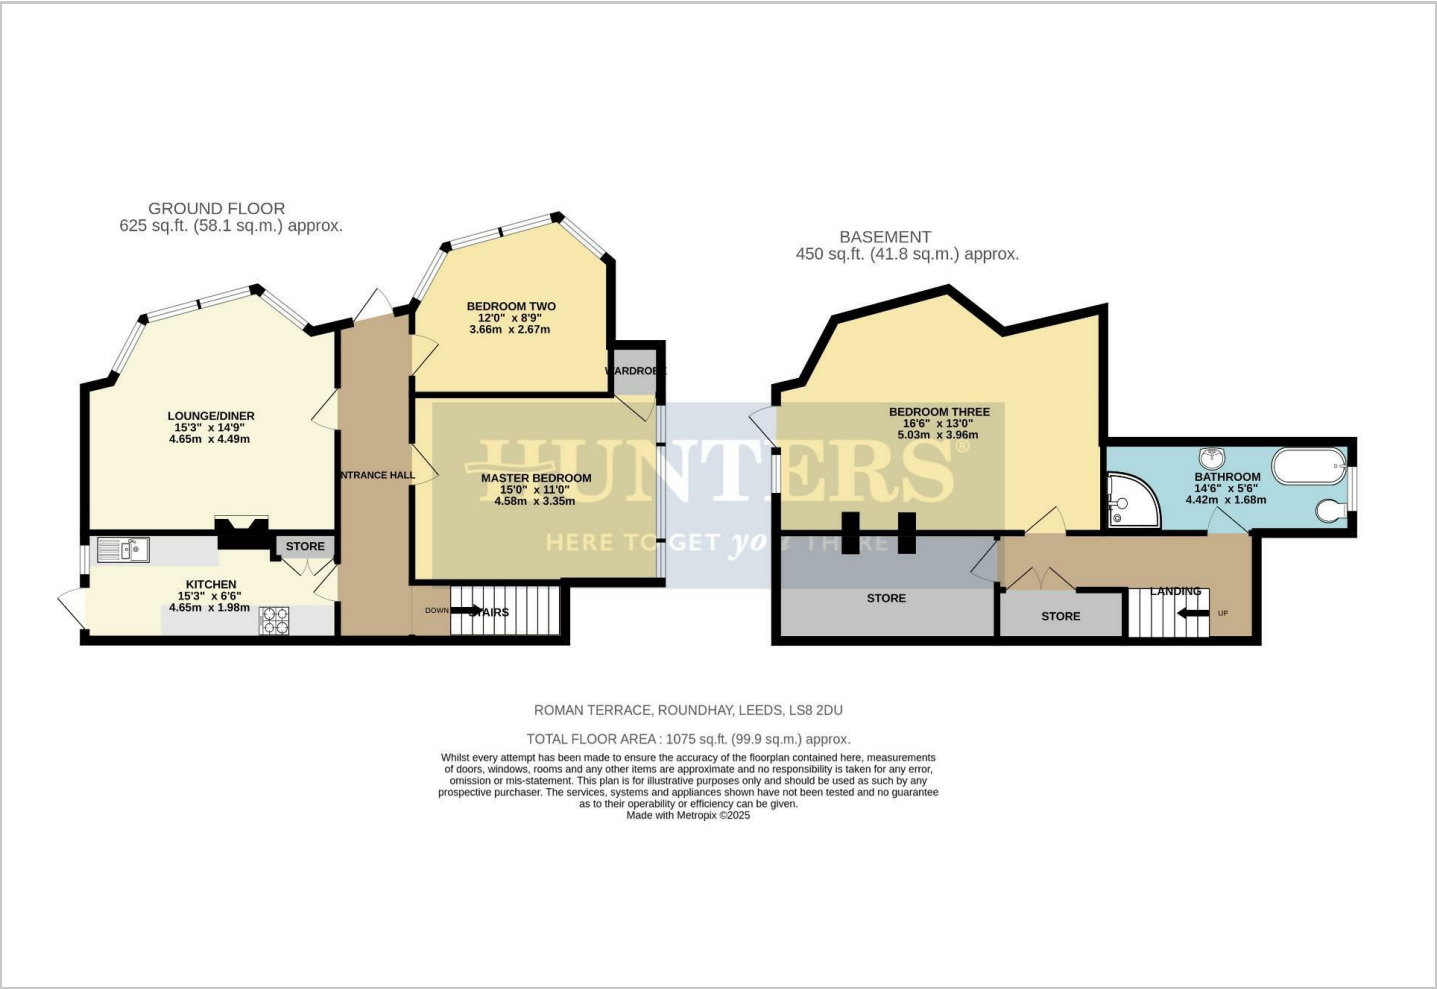 GROUND FLOOR
625 sq.ft. (58.1 sq.m.) approx.
BEDROOM TWO
12'0" x 8'9"
3.66m x 2.67m
WARDROBE
LOUNGE/DINER
15'3" x 14'9"
4.65m x 4.49m
NTRANCE HALL
MASTER BEDROOM
15'0" x 11'0"
4.58m x 3.35m
STORE
KITCHEN
15'3" x 6'6"
4.65m x 1.98m
DOWN
STAIRS
BASEMENT
450 sq.ft. (41.8 sq.m.) approx.
BEDROOM THREE
16'6" x 13'0"
5.03m x 3.96m
BATHROOM
14'6" x 5'6"
4.42m x 1.68m
STORE
STORE
LANDING
UP
HUNTERS®
HERE TO GET you THERE
ROMAN TERRACE, ROUNDHAY, LEEDS, LS8 2DU
TOTAL FLOOR AREA : 1075 sq.ft. (99.9 sq.m.) approx.
Whilst every attempt has been made to ensure the accuracy of the floorplan contained here, measurements
of doors, windows, rooms and any other items are approximate and no responsibility is taken for any error,
omission or mis-statement. This plan is for illustrative purposes only and should be used as such by any
prospective purchaser. The services, systems and appliances shown have not been tested and no guarantee
as to their operability or efficiency can be given.
Made with Metropix ©2025